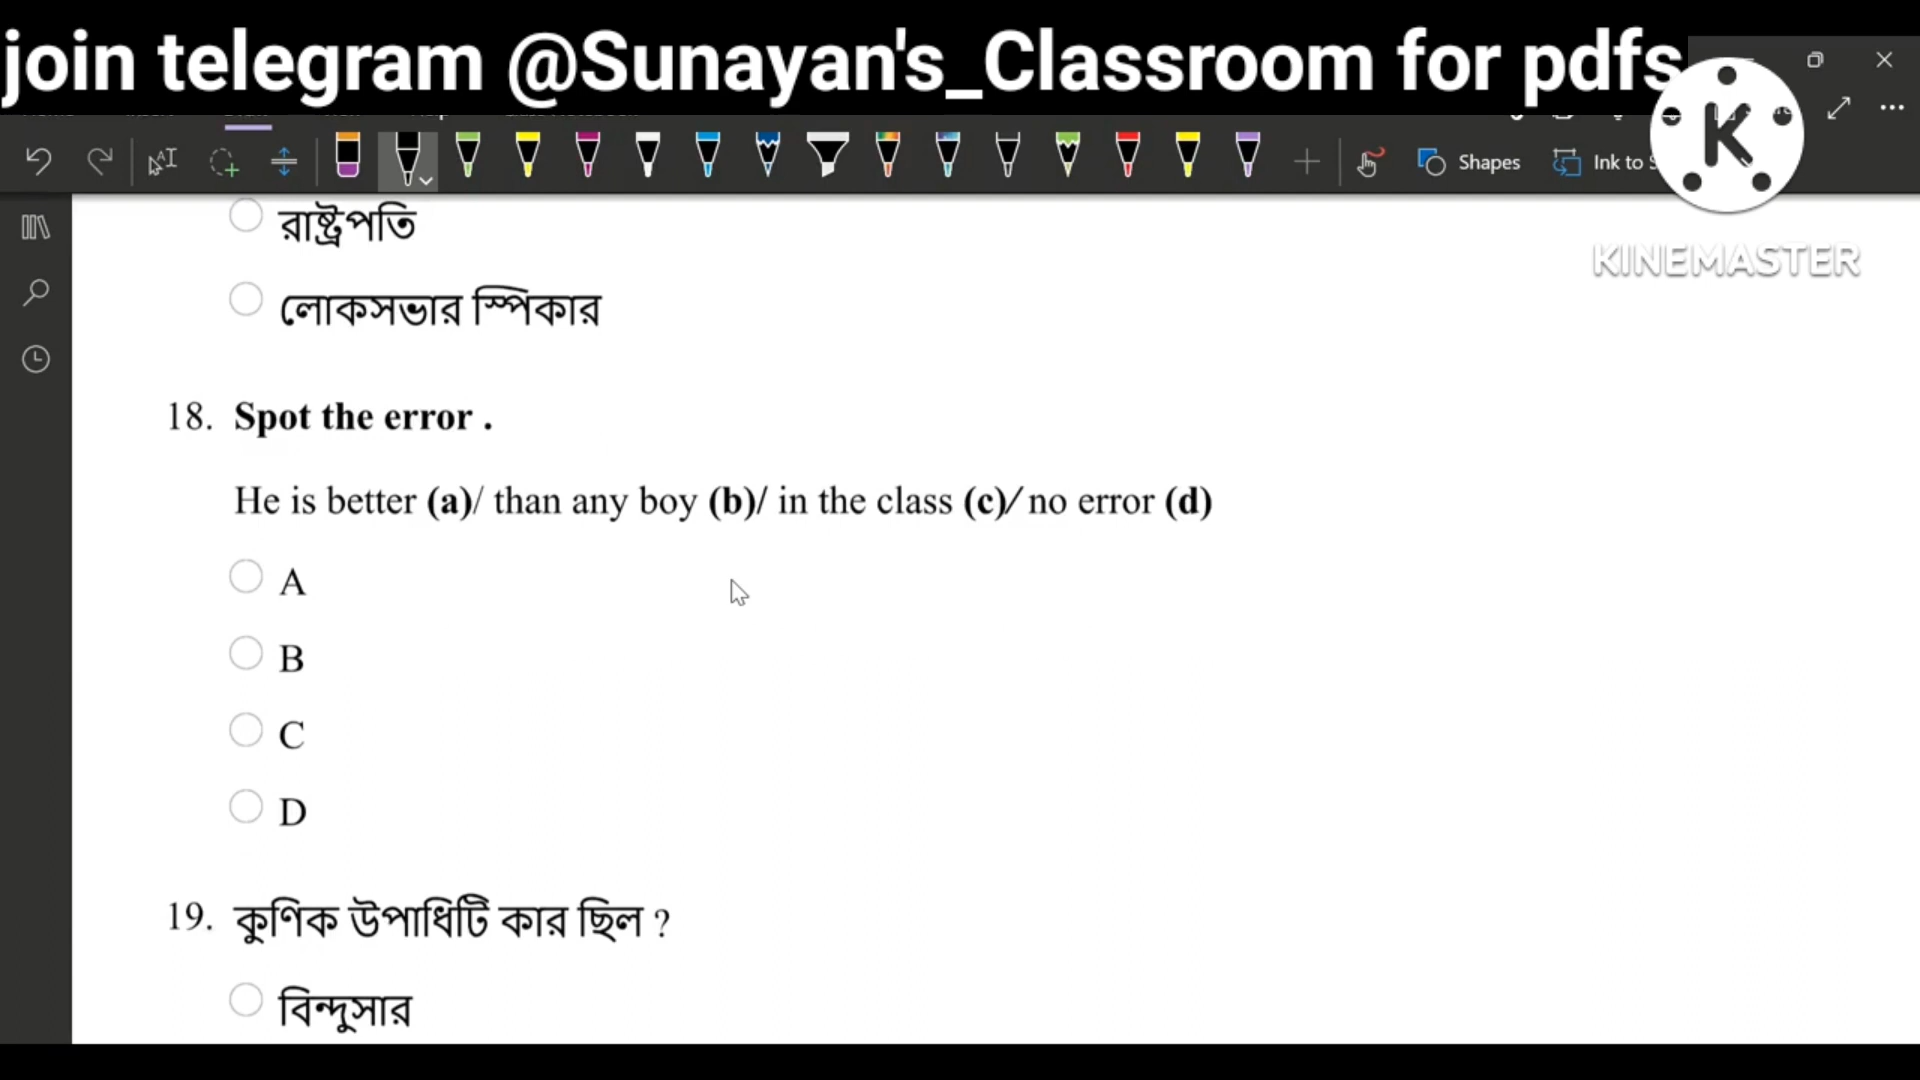 join telegram @Sunayan's_Classroom for pdfs
Shapes
Ink to S
K
KINEMASTER
রাষ্ট্রপতি
লোকসভার স্পিকার
18. Spot the error .
He is better (a)/ than any boy (b)/ in the class (c)/ no error (d)
A
B
C
D
19. কুণিক উপাধিটি কার ছিল ?
বিন্দুসার